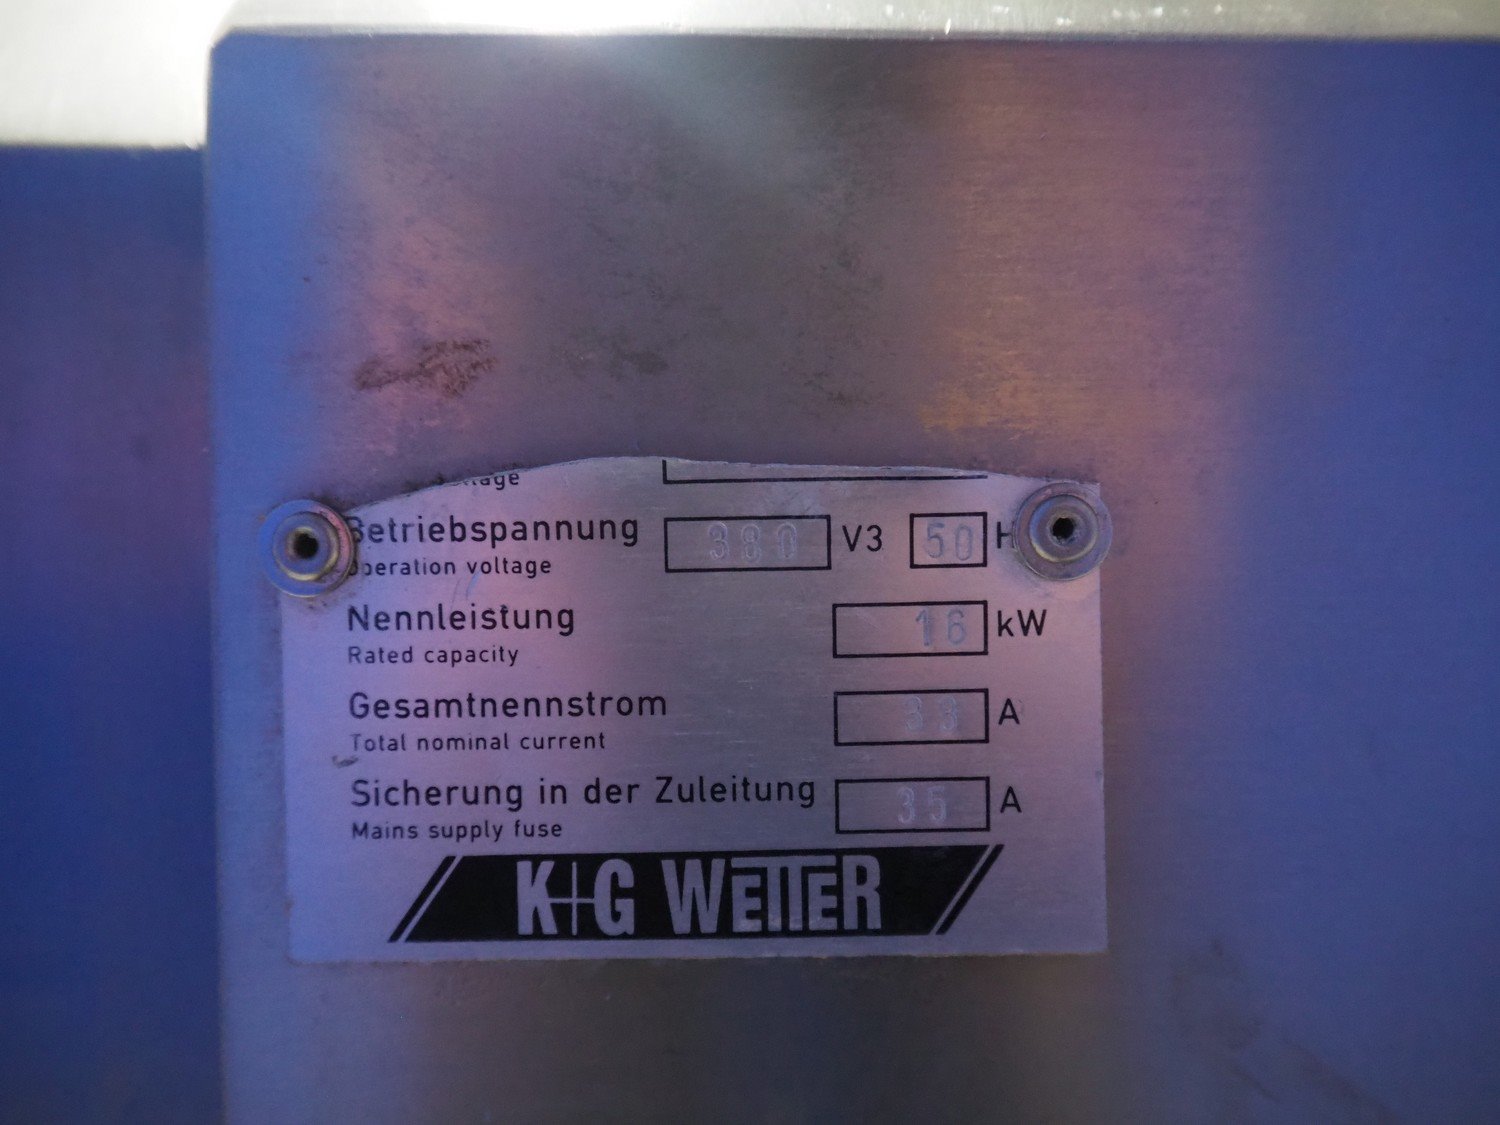 Betriebspannung 380 V3 50 H
Operation voltage
Nennleistung 16 kW
Rated capacity
Gesamtnennstrom 33 A
Total nominal current
Sicherung in der Zuleitung 35 A
Mains supply fuse
K+G WETTER